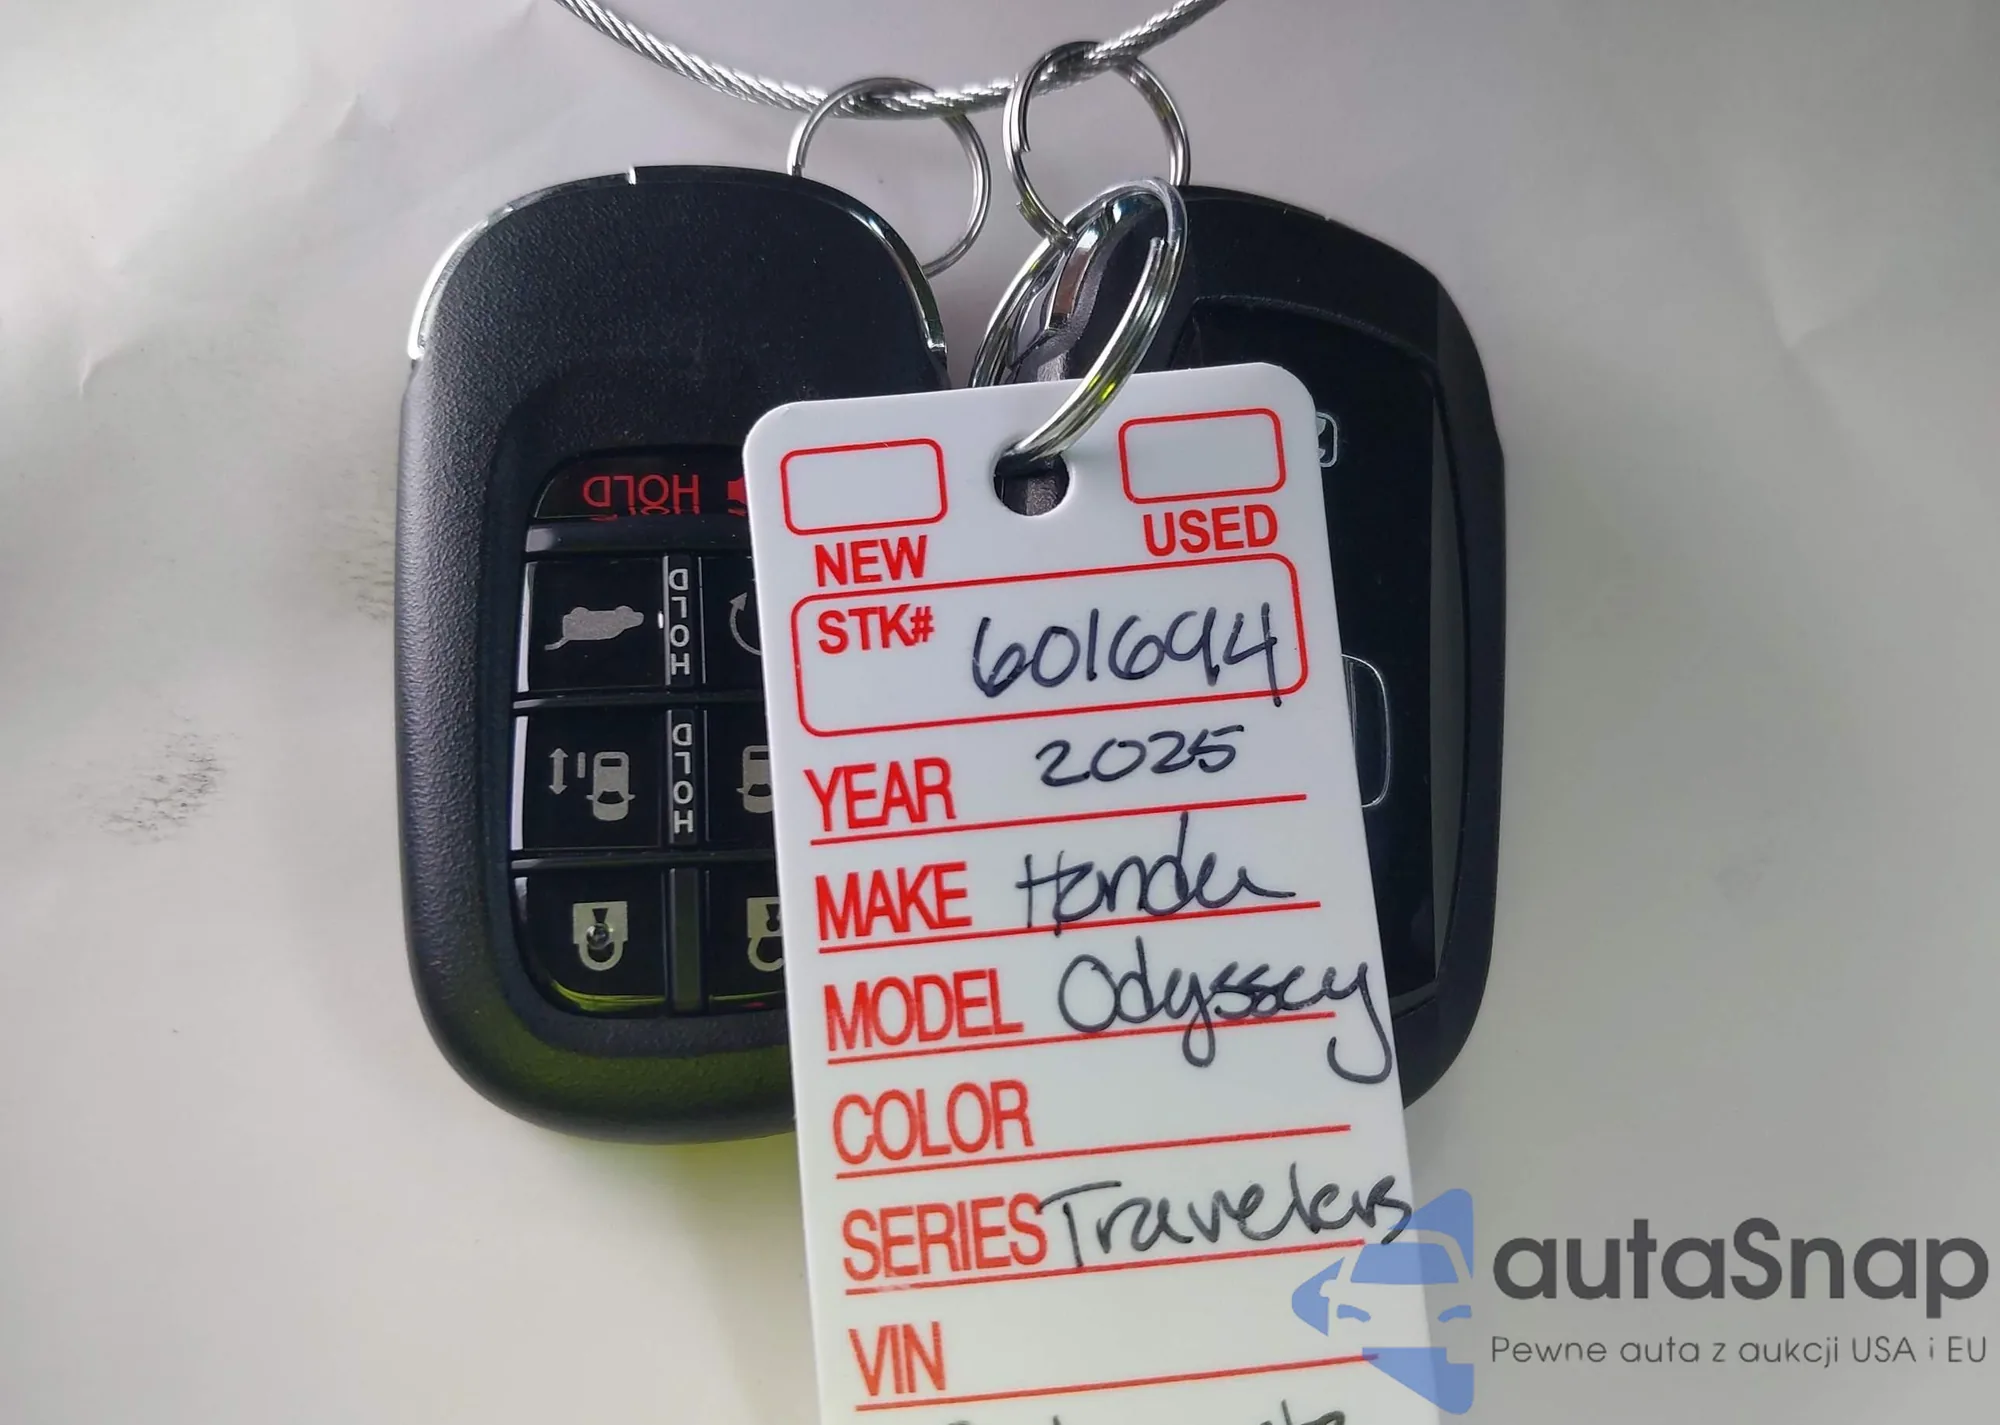 HOLD
HOLD
HOLD
NEW
USED
STK# 601694
YEAR 2025
MAKE Honda
MODEL Odyssey
COLOR
SERIES Travelers
VIN
autaSnap
Pewne auta z aukcji USA i EU